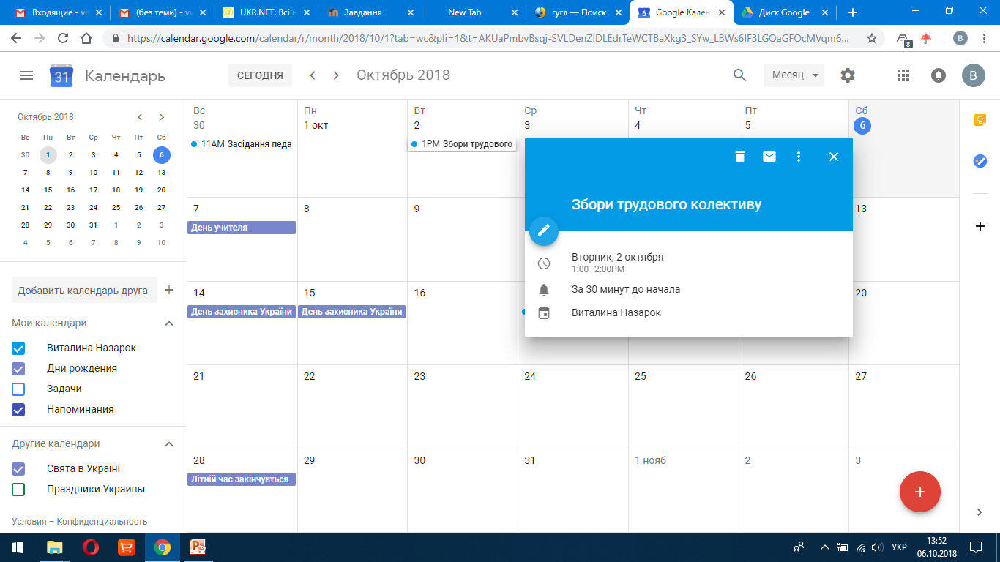 Входящие - vi
(без теми) - vv
UKR.NET: Всі н
Завдання
New Tab
гугл — Поиск
Google Кален
Диск Google
https://calendar.google.com/calendar/r/month/2018/10/1?tab=wc&pli=1&t=AKUaPmbvBsqj-SVLDenZIDLEdrTeWCTBaXkg3_SYw_LBWs6IF3LGQaGFOcMVqm6...
8
В
31
Календарь
СЕГОДНЯ
Октябрь 2018
Месяц
В
Октябрь 2018
Вс Пн Вт Ср Чт Пт Сб
30 1 2 3 4 5 6
7 8 9 10 11 12 13
14 15 16 17 18 19 20
21 22 23 24 25 26 27
28 29 30 31 1 2 3
4 5 6 7 8 9 10
Добавить календарь друга
Мои календари
Виталина Назарок
Дни рождения
Задачи
Напоминания
Другие календари
Свята в Україні
Праздники Украины
Условия – Конфиденциальность
Вс Пн Вт Ср Чт Пт Сб
30 1 окт 2 3 4 5 6
11AM Засідання педа
1PM Збори трудового
7 8 9 13
День учителя
14 15 16 20
День захисника України
День захисника України
21 22 23 24 25 26 27
28 29 30 31 1 нояб 2 3
Літній час закінчується
Збори трудового колективу
Вторник, 2 октября
1:00–2:00PM
За 30 минут до начала
Виталина Назарок
УКР
13:52
06.10.2018